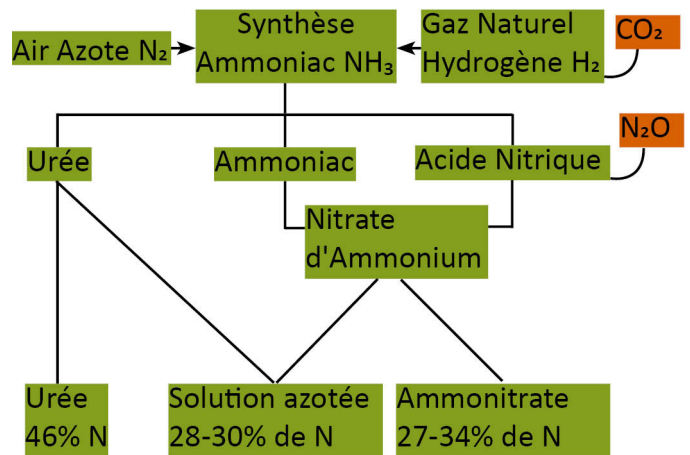 Air Azote N₂
Synthèse
Ammoniac NH₃
Gaz Naturel
Hydrogène H₂
CO₂
N₂O
Urée
Ammoniac
Acide Nitrique
Nitrate
d'Ammonium
Urée
46% N
Solution azotée
28-30% de N
Ammonitrate
27-34% de N